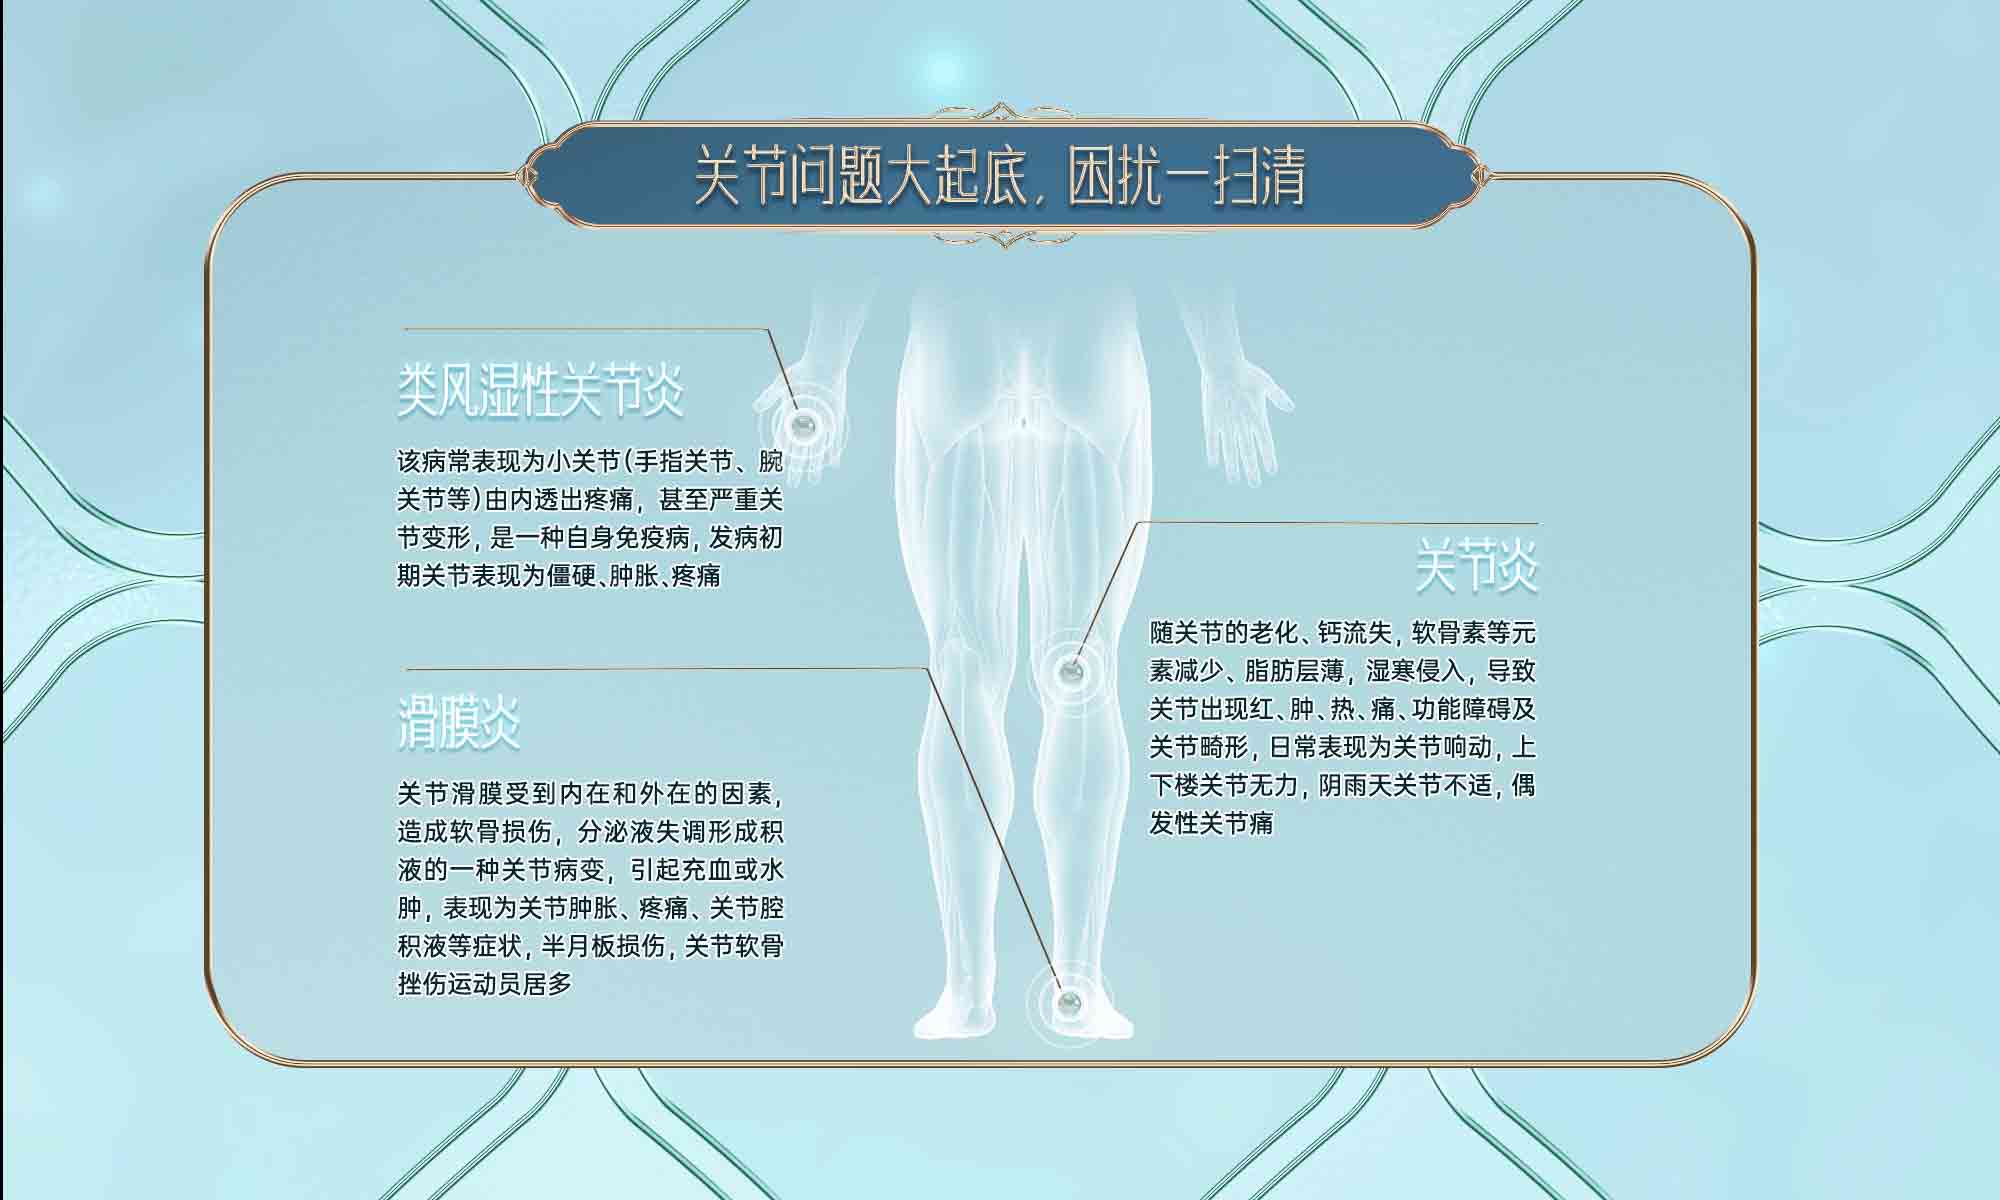 关节问题大起底，困扰一扫清
类风湿性关节炎
该病常表现为小关节(手指关节、腕
关节等)由内透出疼痛，甚至严重关
节变形，是一种自身免疫病，发病初
期关节表现为僵硬、肿胀、疼痛
滑膜炎
关节滑膜受到内在和外在的因素，
造成软骨损伤，分泌液失调形成积
液的一种关节病变，引起充血或水
肿，表现为关节肿胀、疼痛、关节腔
积液等症状，半月板损伤，关节软骨
挫伤运动员居多
关节炎
随关节的老化、钙流失，软骨素等元
素减少、脂肪层薄，湿寒侵入，导致
关节出现红、肿、热、痛、功能障碍及
关节畸形，日常表现为关节响动，上
下楼关节无力，阴雨天关节不适，偶
发性关节痛